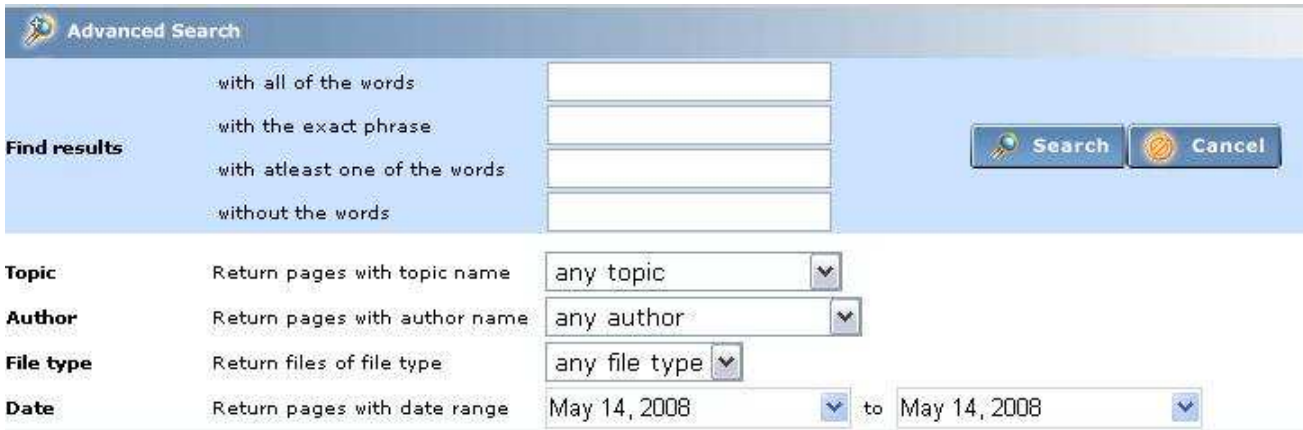 Advanced Search
with all of the words
with the exact phrase
Find results
Search Cancel
with atleast one of the words
without the words
Topic Return pages with topic name any topic
Author Return pages with author name any author
File type Return files of file type any file type
Date Return pages with date range May 14, 2008 to May 14, 2008